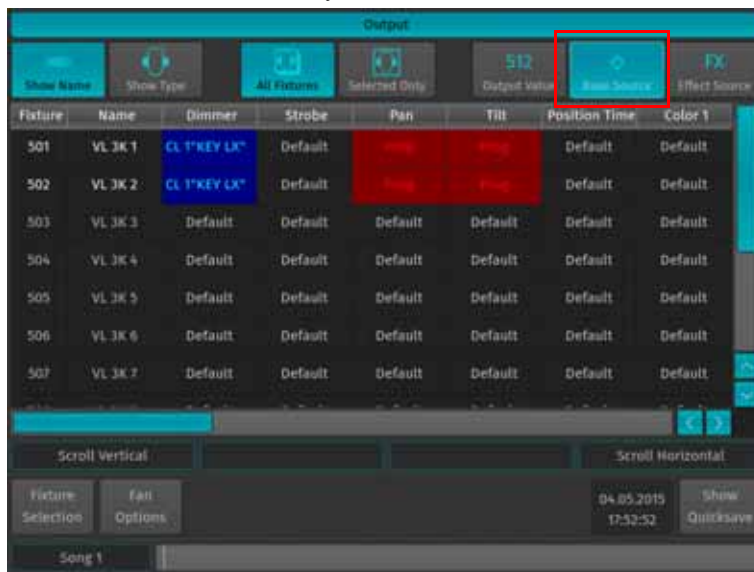 Output
Show Name
Show Type
All Fixtures
Selected Only
512
Output Value
Base Source
FX
Effect Source
Fixture Name Dimmer Strobe Pan Tilt Position Time Color 1
501 VL 3K 1 CL 1"KEY LX" Default Prog Prog Default Default
502 VL 3K 2 CL 1"KEY LX" Default Prog Prog Default Default
503 VL 3K 3 Default Default Default Default Default Default
504 VL 3K 4 Default Default Default Default Default Default
505 VL 3K 5 Default Default Default Default Default Default
506 VL 3K 6 Default Default Default Default Default Default
507 VL 3K 7 Default Default Default Default Default Default
Scroll Vertical
Scroll Horizontal
Fixture Selection
Fan Options
04.05.2015
17:52:52
Show Quicksave
Song 1